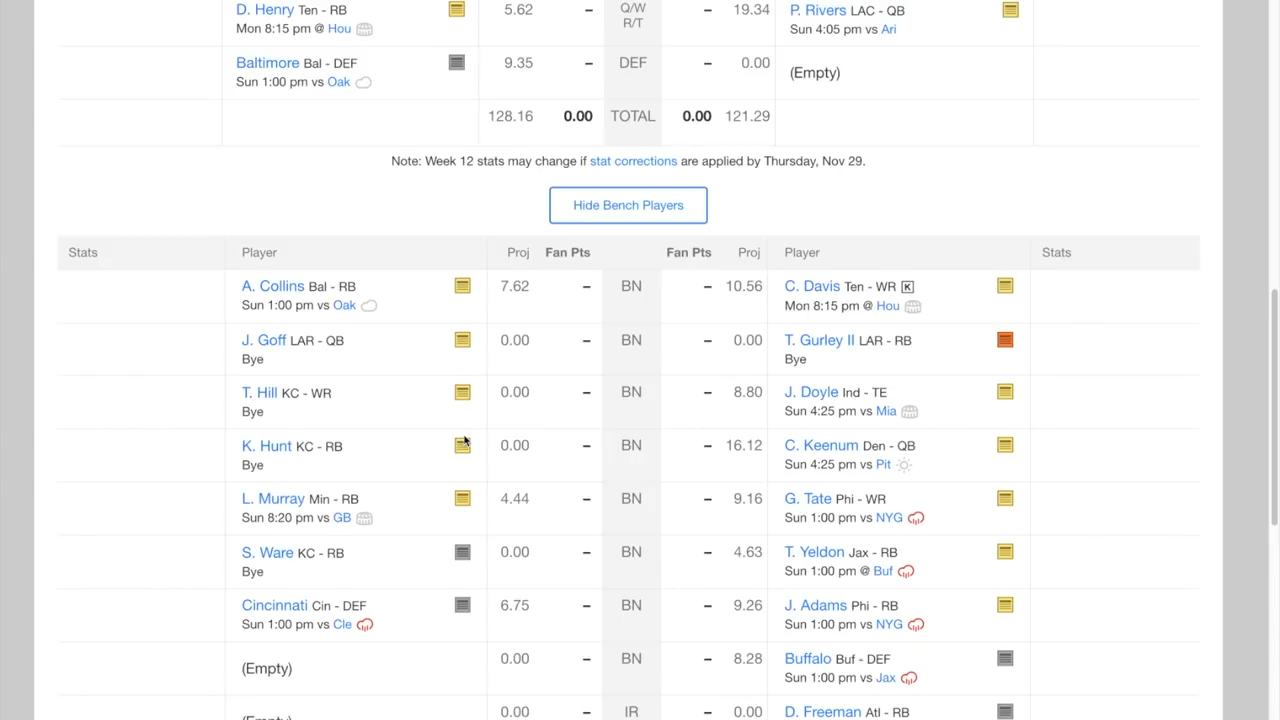 D. Henry Ten - RB 5.62 – Q/W – 19.34 P. Rivers LAC - QB
Mon 8:15 pm @ Hou R/T Sun 4:05 pm vs Ari
Baltimore Bal - DEF 9.35 – DEF – 0.00 (Empty)
Sun 1:00 pm vs Oak
128.16 0.00 TOTAL 0.00 121.29
Note: Week 12 stats may change if stat corrections are applied by Thursday, Nov 29.
Hide Bench Players
Stats Player Proj Fan Pts Fan Pts Proj Player Stats
A. Collins Bal - RB 7.62 – BN – 10.56 C. Davis Ten - WR K
Sun 1:00 pm vs Oak Mon 8:15 pm @ Hou
J. Goff LAR - QB 0.00 – BN – 0.00 T. Gurley II LAR - RB
Bye Bye
T. Hill KC - WR 0.00 – BN – 8.80 J. Doyle Ind - TE
Bye Sun 4:25 pm vs Mia
K. Hunt KC - RB 0.00 – BN – 16.12 C. Keenum Den - QB
Bye Sun 4:25 pm vs Pit
L. Murray Min - RB 4.44 – BN – 9.16 G. Tate Phi - WR
Sun 8:20 pm vs GB Sun 1:00 pm vs NYG
S. Ware KC - RB 0.00 – BN – 4.63 T. Yeldon Jax - RB
Bye Sun 1:00 pm @ Buf
Cincinnati Cin - DEF 6.75 – BN – 9.26 J. Adams Phi - RB
Sun 1:00 pm vs Cle Sun 1:00 pm vs NYG
(Empty) 0.00 – BN – 8.28 Buffalo Buf - DEF
Sun 1:00 pm vs Jax
(Empty) 0.00 – IR – 0.00 D. Freeman Atl - RB